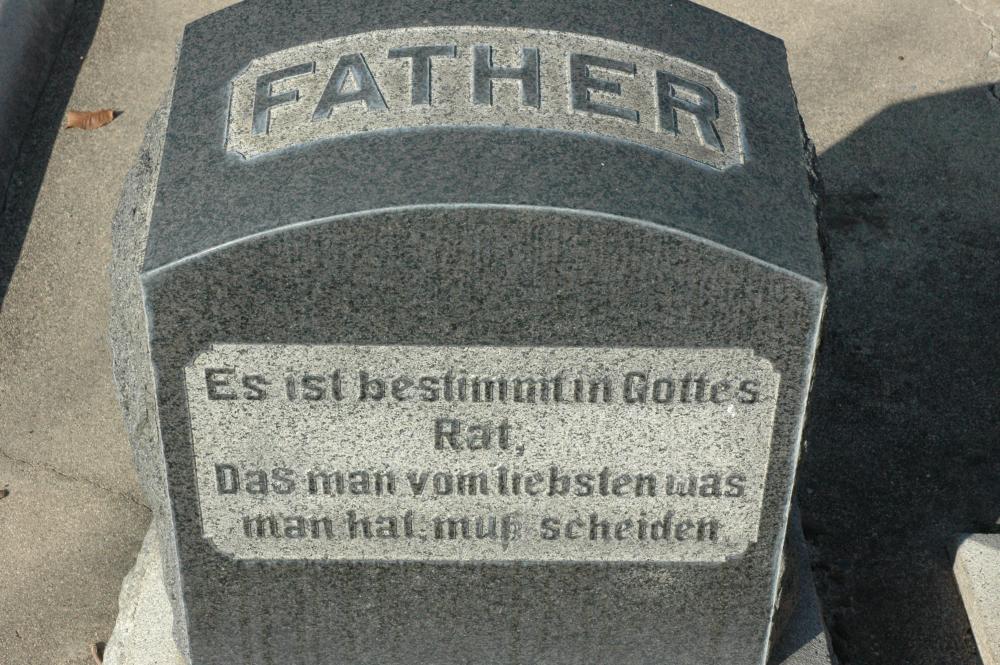 FATHER
Es ist bestimmt in Gottes
Rat,
Das man vom liebsten was
man hat, muß scheiden.